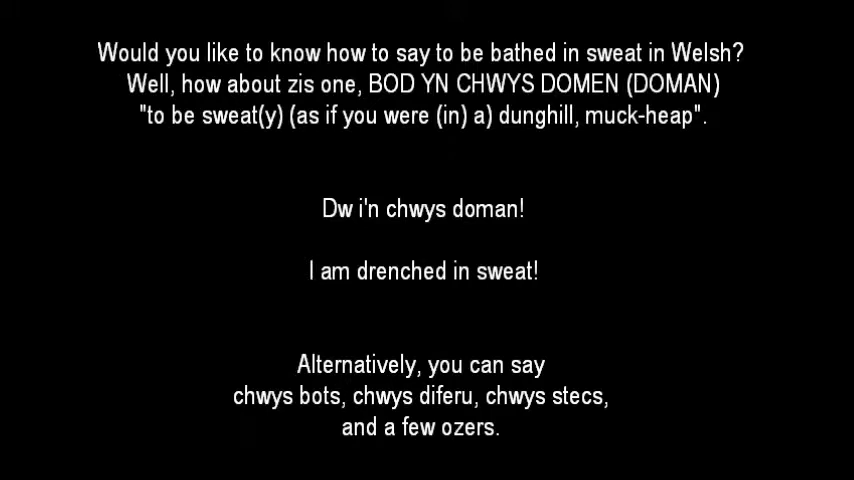 Would you like to know how to say to be bathed in sweat in Welsh?
Well, how about zis one, BOD YN CHWYS DOMEN (DOMAN)
"to be sweat(y) (as if you were (in) a) dunghill, muck-heap".
Dw i'n chwys doman!
I am drenched in sweat!
Alternatively, you can say
chwys bots, chwys diferu, chwys stecs,
and a few ozers.